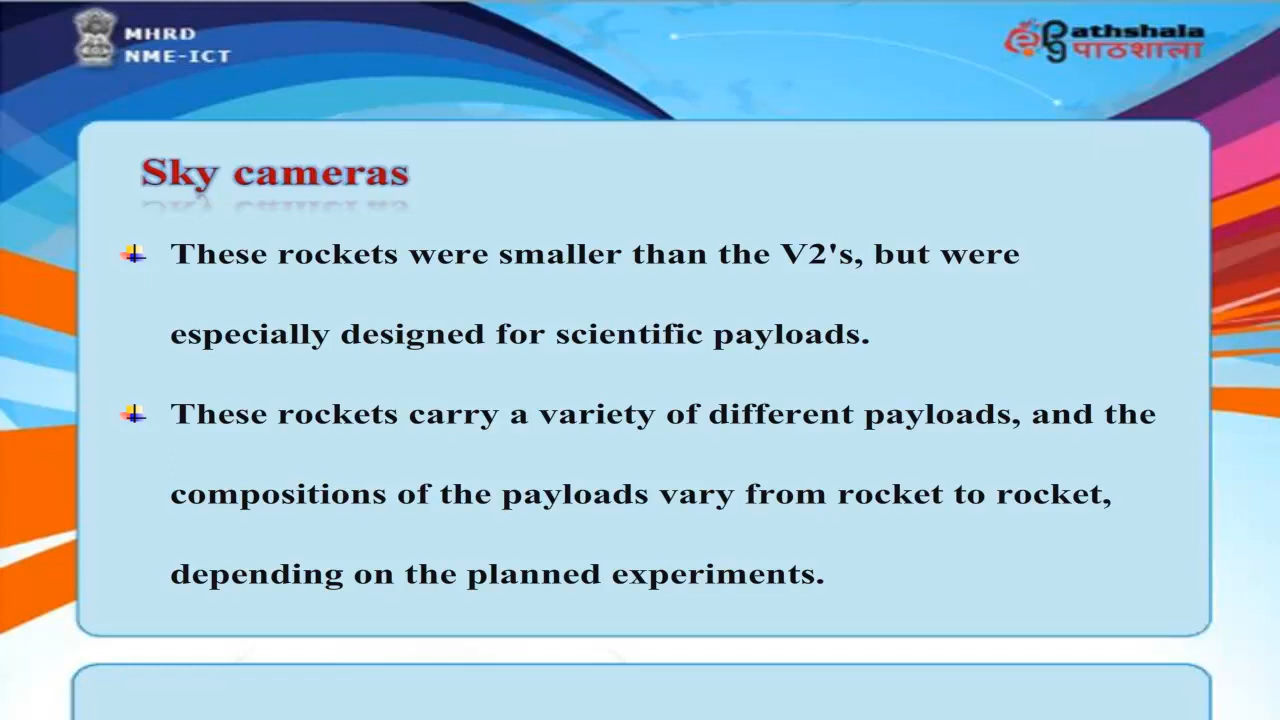 MHRD
NME-ICT
athshala
पाठशाला
Sky cameras
These rockets were smaller than the V2's, but were
especially designed for scientific payloads.
These rockets carry a variety of different payloads, and the
compositions of the payloads vary from rocket to rocket,
depending on the planned experiments.